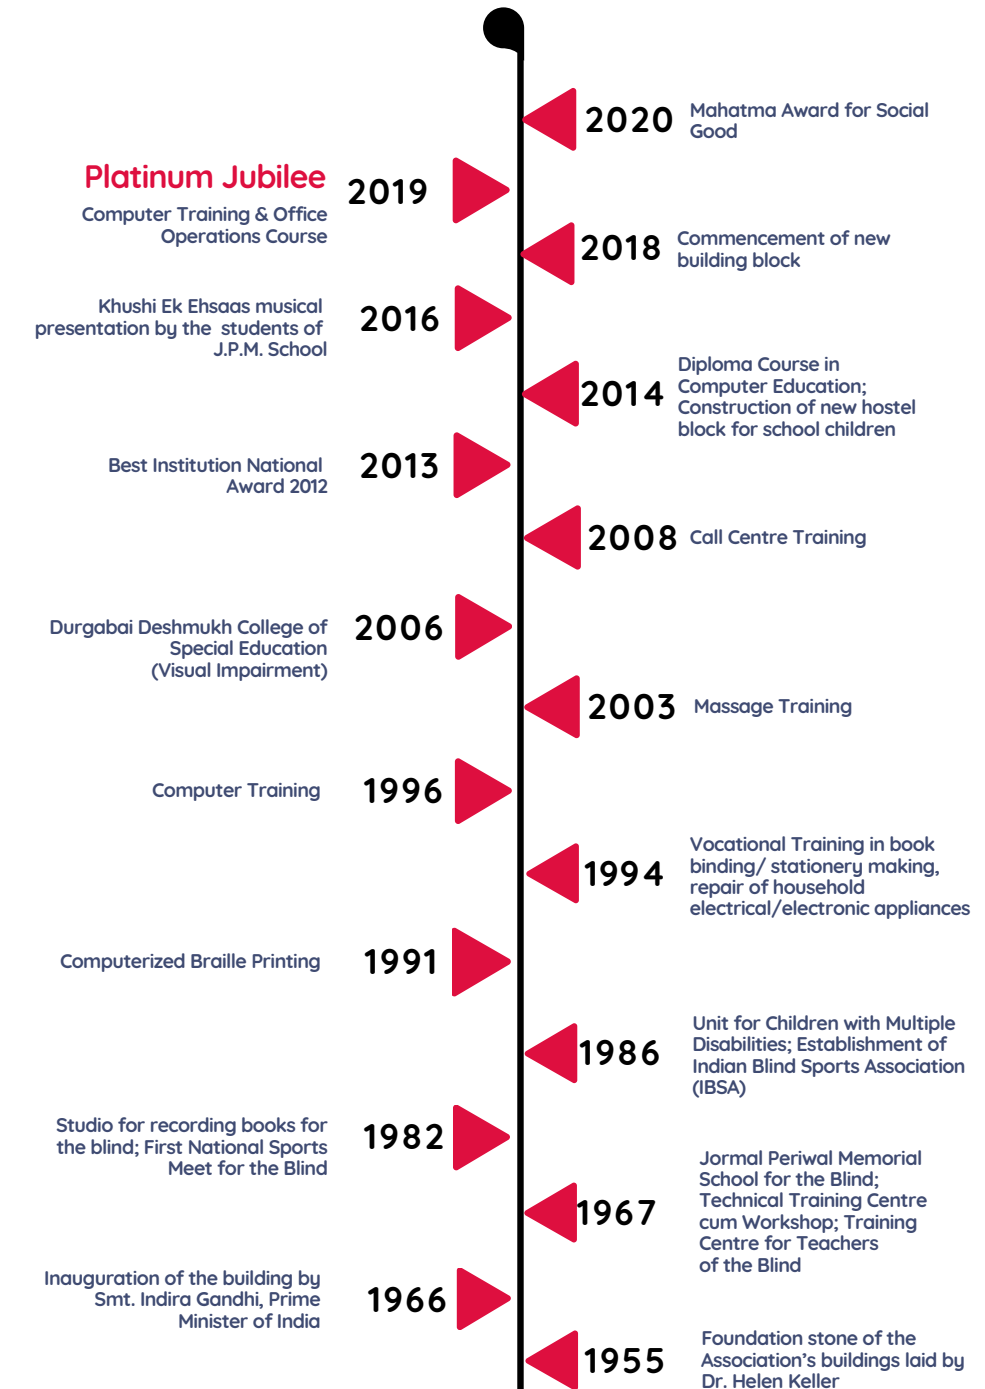 2020
Mahatma Award for Social
Good
Platinum Jubilee
2019
Computer Training & Office
Operations Course
2018
Commencement of new
building block
Khushi Ek Ehsaas musical
presentation by the students of
J.P.M. School
2016
2014
Diploma Course in
Computer Education;
Construction of new hostel
block for school children
Best Institution National
Award 2012
2013
2008
Call Centre Training
Durgabai Deshmukh College of
Special Education
(Visual Impairment)
2006
2003
Massage Training
Computer Training
1996
1994
Vocational Training in book
binding/ stationery making,
repair of household
electrical/electronic appliances
Computerized Braille Printing
1991
1986
Unit for Children with Multiple
Disabilities; Establishment of
Indian Blind Sports Association
(IBSA)
Studio for recording books for
the blind; First National Sports
Meet for the Blind
1982
1967
Jormal Periwal Memorial
School for the Blind;
Technical Training Centre
cum Workshop; Training
Centre for Teachers
of the Blind
Inauguration of the building by
Smt. Indira Gandhi, Prime
Minister of India
1966
1955
Foundation stone of the
Association's buildings laid by
Dr. Helen Keller